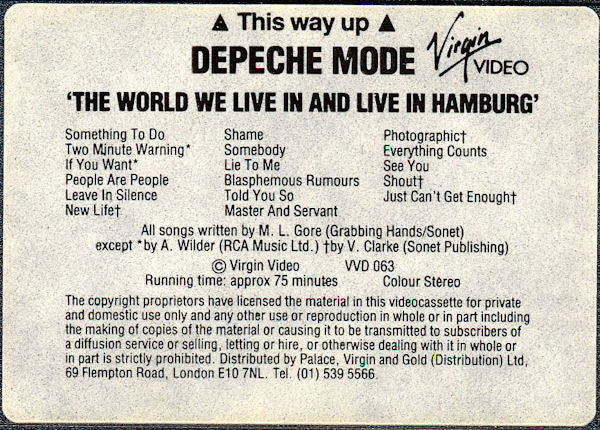 ▲ This way up ▲
DEPECHE MODE Virgin VIDEO
'THE WORLD WE LIVE IN AND LIVE IN HAMBURG'
Something To Do Shame Photographic†
Two Minute Warning* Somebody Everything Counts
If You Want* Lie To Me See You
People Are People Blasphemous Rumours Shout†
Leave In Silence Told You So Just Can't Get Enough†
New Life† Master And Servant
All songs written by M. L. Gore (Grabbing Hands/Sonet)
except *by A. Wilder (RCA Music Ltd.) †by V. Clarke (Sonet Publishing)
© Virgin Video VVD 063
Running time: approx 75 minutes Colour Stereo
The copyright proprietors have licensed the material in this videocassette for private
and domestic use only and any other use or reproduction in whole or in part including
the making of copies of the material or causing it to be transmitted to subscribers of
a diffusion service or selling, letting or hire, or otherwise dealing with it in whole or
in part is strictly prohibited. Distributed by Palace, Virgin and Gold (Distribution) Ltd,
69 Flempton Road, London E10 7NL. Tel. (01) 539 5566.